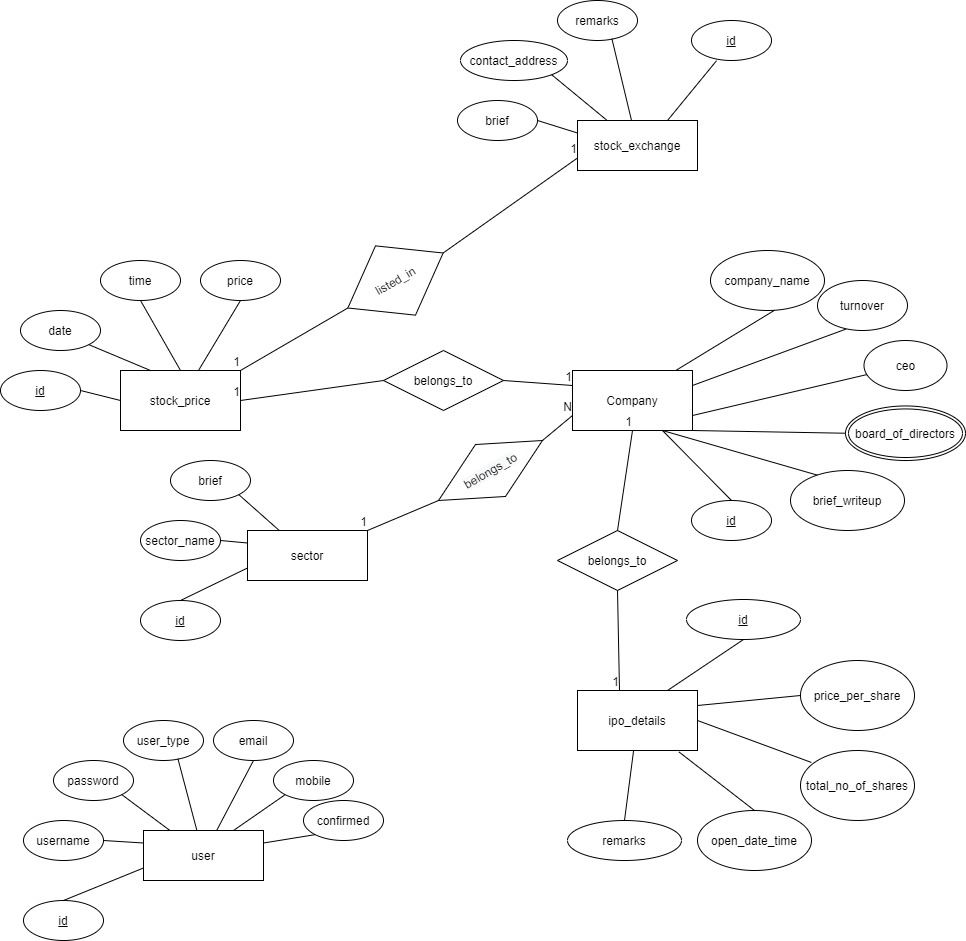 remarks
id
contact_address
brief
stock_exchange
1
listed_in
time
price
date
id
stock_price
1
1
belongs_to
1
N
Company
1
company_name
turnover
ceo
board_of_directors
brief_writeup
id
belongs_to
brief
sector_name
sector
1
id
belongs_to
id
1
ipo_details
price_per_share
total_no_of_shares
remarks
open_date_time
user_type
email
password
mobile
confirmed
username
user
id